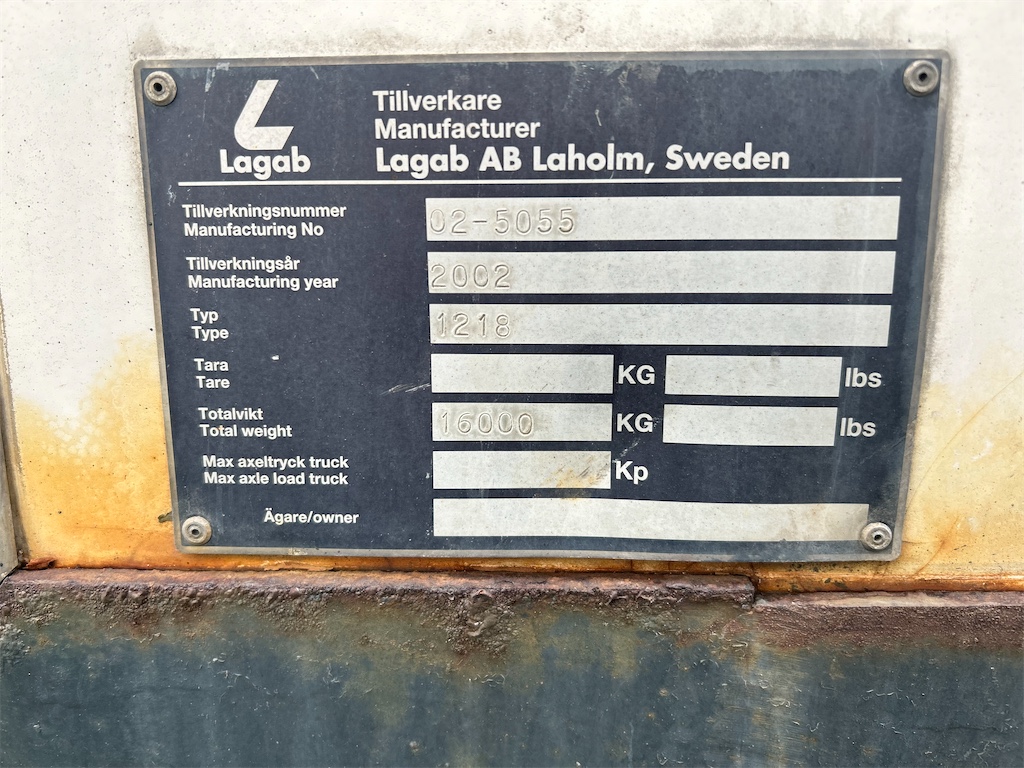 Lagab
Tillverkare
Manufacturer
Lagab AB Laholm, Sweden
Tillverkningsnummer
Manufacturing No
02-5055
Tillverkningsår
Manufacturing year
2002
Typ
Type
1218
Tara
Tare
KG
lbs
Totalvikt
Total weight
16000 KG
lbs
Max axeltryck truck
Max axle load truck
Kp
Ägare/owner